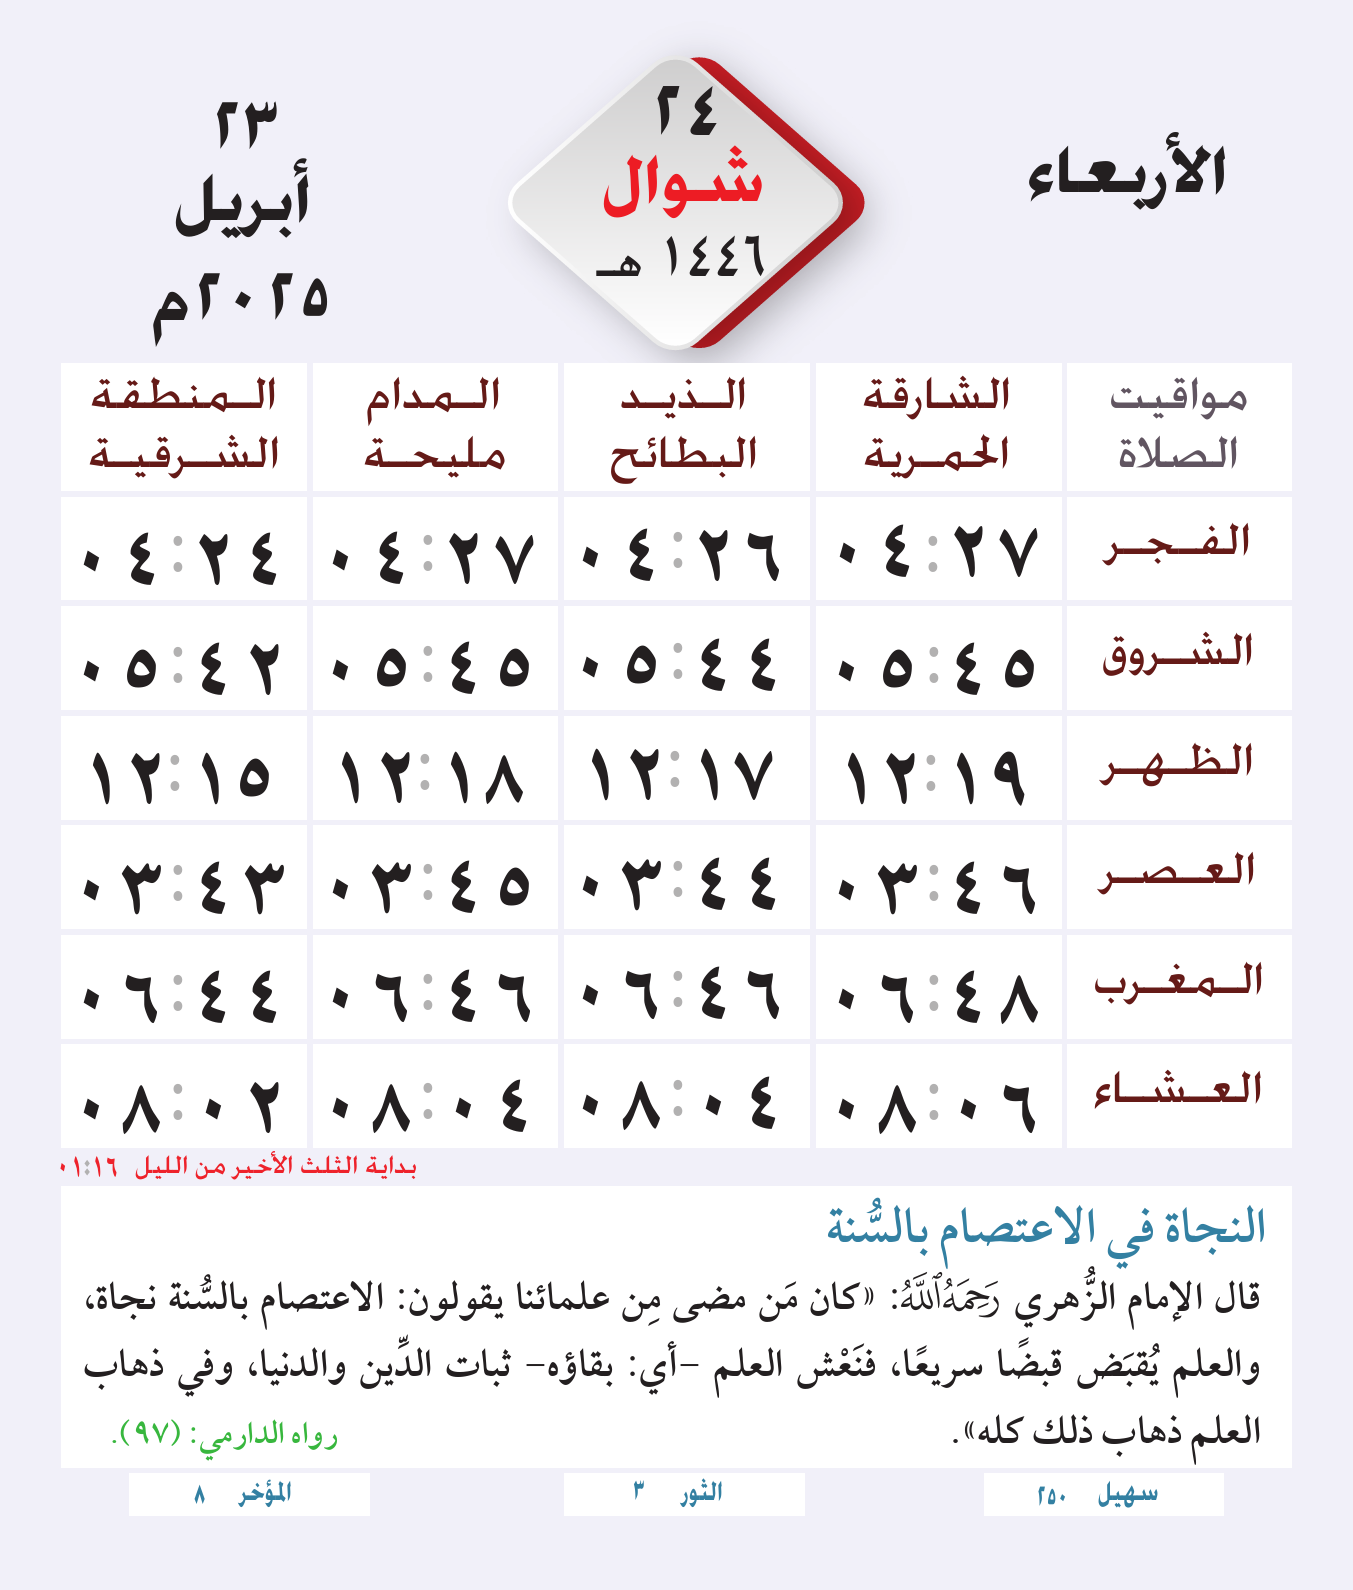 الأربعاء
٢٤
شوال
١٤٤٦ هـ
٢٣
أبريل
٢٠٢٥م
مواقيت الصلاة	الشارقة الحمرية	الذيد البطائح	المدام مليحة	المنطقة الشرقية
الفجر	٠٤:٢٧	٠٤:٢٦	٠٤:٢٧	٠٤:٢٤
الشروق	٠٥:٤٥	٠٥:٤٤	٠٥:٤٥	٠٥:٤٢
الظهر	١٢:١٩	١٢:١٧	١٢:١٨	١٢:١٥
العصر	٠٣:٤٦	٠٣:٤٤	٠٣:٤٥	٠٣:٤٣
المغرب	٠٦:٤٨	٠٦:٤٦	٠٦:٤٦	٠٦:٤٤
العشاء	٠٨:٠٦	٠٨:٠٤	٠٨:٠٤	٠٨:٠٢
بداية الثلث الأخير من الليل ٠١:١٦
النجاة في الاعتصام بالسُّنة
قال الإمام الزُّهري رَحِمَهُ ٱللَّهُ: «كان مَن مضى مِن علمائنا يقولون: الاعتصام بالسُّنة نجاة،
والعلم يُقبَض قبضًا سريعًا، فنَعْش العلم -أي: بقاؤه- ثبات الدِّين والدنيا، وفي ذهاب
العلم ذهاب ذلك كله».	رواه الدارمي: (٩٧).
سهيل ٢٥٠	الثور ٣	المؤخر ٨